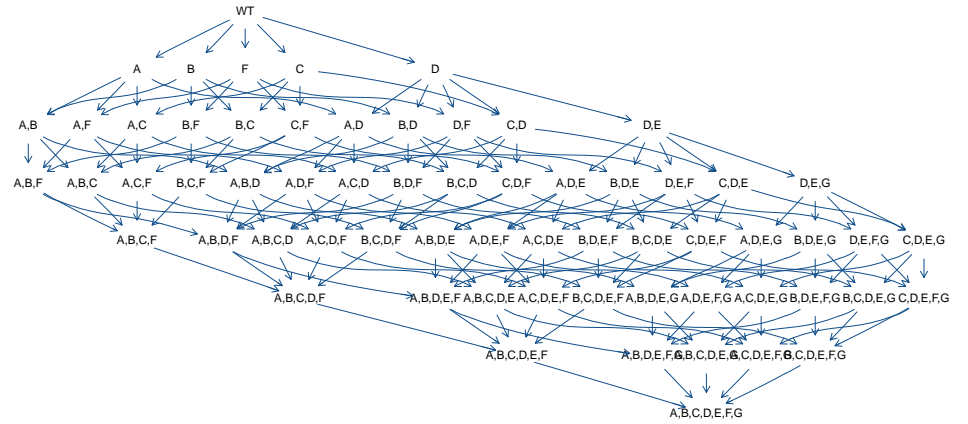 WT
A B F C D
A,B A,F A,C B,F B,C C,F A,D B,D D,F C,D D,E
A,B,F A,B,C A,C,F B,C,F A,B,D A,D,F A,C,D B,D,F B,C,D C,D,F A,D,E B,D,E D,E,F C,D,E D,E,G
A,B,C,F A,B,D,F A,B,C,D A,C,D,F B,C,D,F A,B,D,E A,D,E,F A,C,D,E B,D,E,F B,C,D,E C,D,E,F A,D,E,G B,D,E,G D,E,F,G C,D,E,G
A,B,C,D,F A,B,D,E,F A,B,C,D,E A,C,D,E,F B,C,D,E,F A,B,D,E,G A,D,E,F,G A,C,D,E,G B,D,E,F,G B,C,D,E,G C,D,E,F,G
A,B,C,D,E,F A,B,D,E,F,G A,B,C,D,E,G A,C,D,E,F,G B,C,D,E,F,G
A,B,C,D,E,F,G